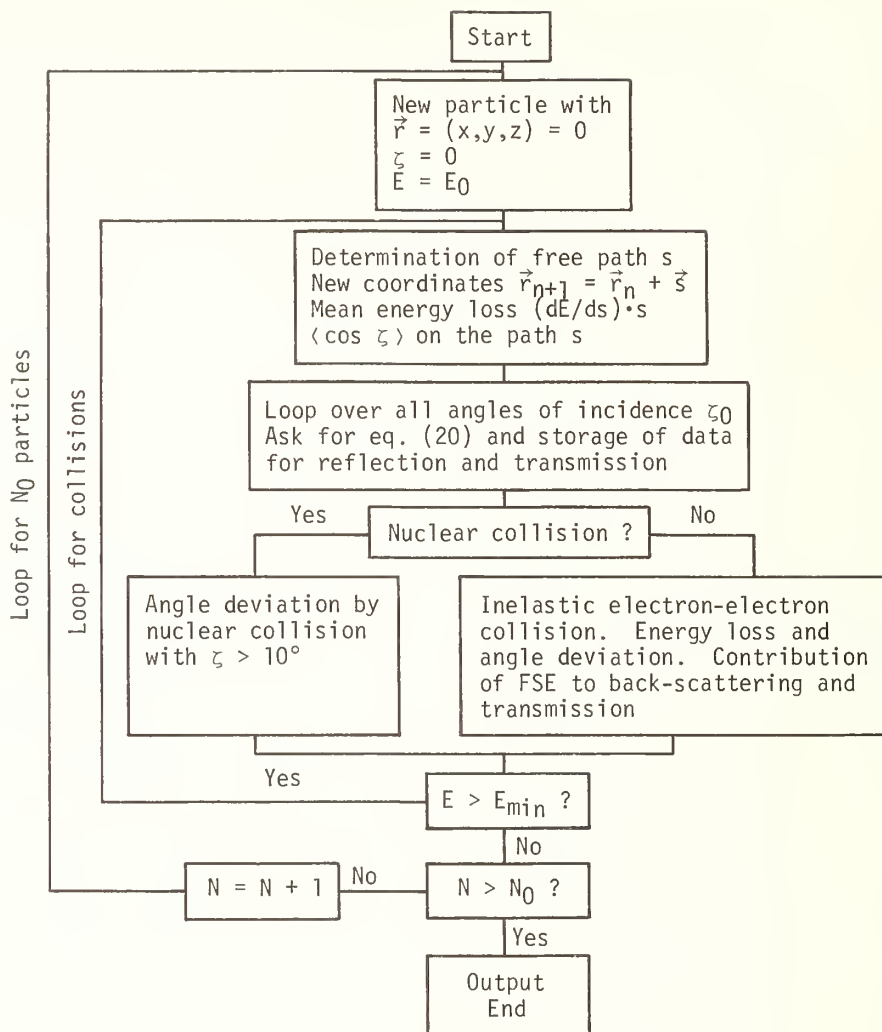 Start
New particle with
r⃗ = (x,y,z) = 0
ζ = 0
E = E₀
Determination of free path s
New coordinates r⃗ₙ₊₁ = r⃗ₙ + s⃗
Mean energy loss (dE/ds)·s
⟨cos ζ⟩ on the path s
Loop over all angles of incidence ζ₀
Ask for eq. (20) and storage of data
for reflection and transmission
Yes
Nuclear collision ?
No
Angle deviation by
nuclear collision
with ζ > 10°
Inelastic electron-electron
collision. Energy loss and
angle deviation. Contribution
of FSE to back-scattering and
transmission
Loop for N₀ particles
Loop for collisions
Yes
E > Eₘᵢₙ ?
No
N = N + 1
No
N > N₀ ?
Yes
Output
End